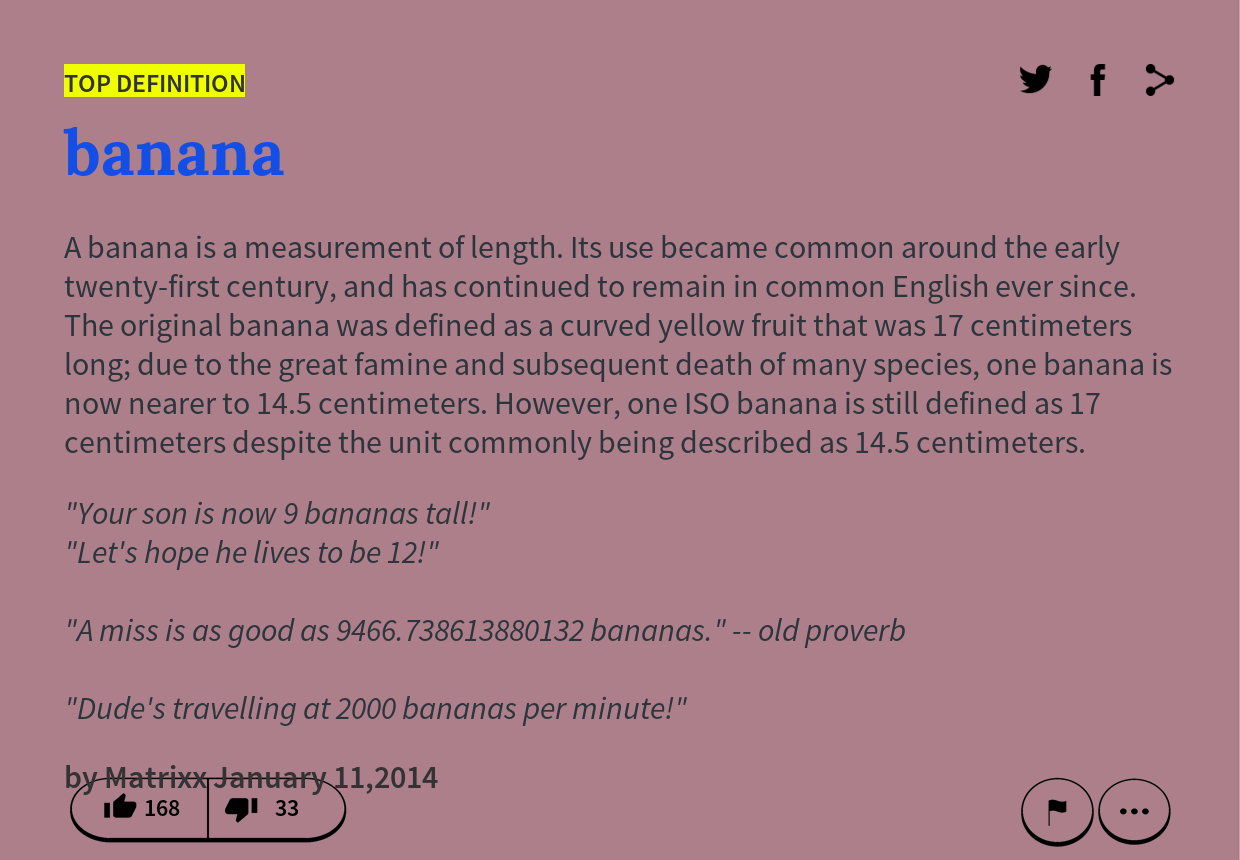 TOP DEFINITION
banana
A banana is a measurement of length. Its use became common around the early
twenty-first century, and has continued to remain in common English ever since.
The original banana was defined as a curved yellow fruit that was 17 centimeters
long; due to the great famine and subsequent death of many species, one banana is
now nearer to 14.5 centimeters. However, one ISO banana is still defined as 17
centimeters despite the unit commonly being described as 14.5 centimeters.
"Your son is now 9 bananas tall!"
"Let's hope he lives to be 12!"
"A miss is as good as 9466.738613880132 bananas." -- old proverb
"Dude's travelling at 2000 bananas per minute!"
by Matrixx January 11,2014
168 33